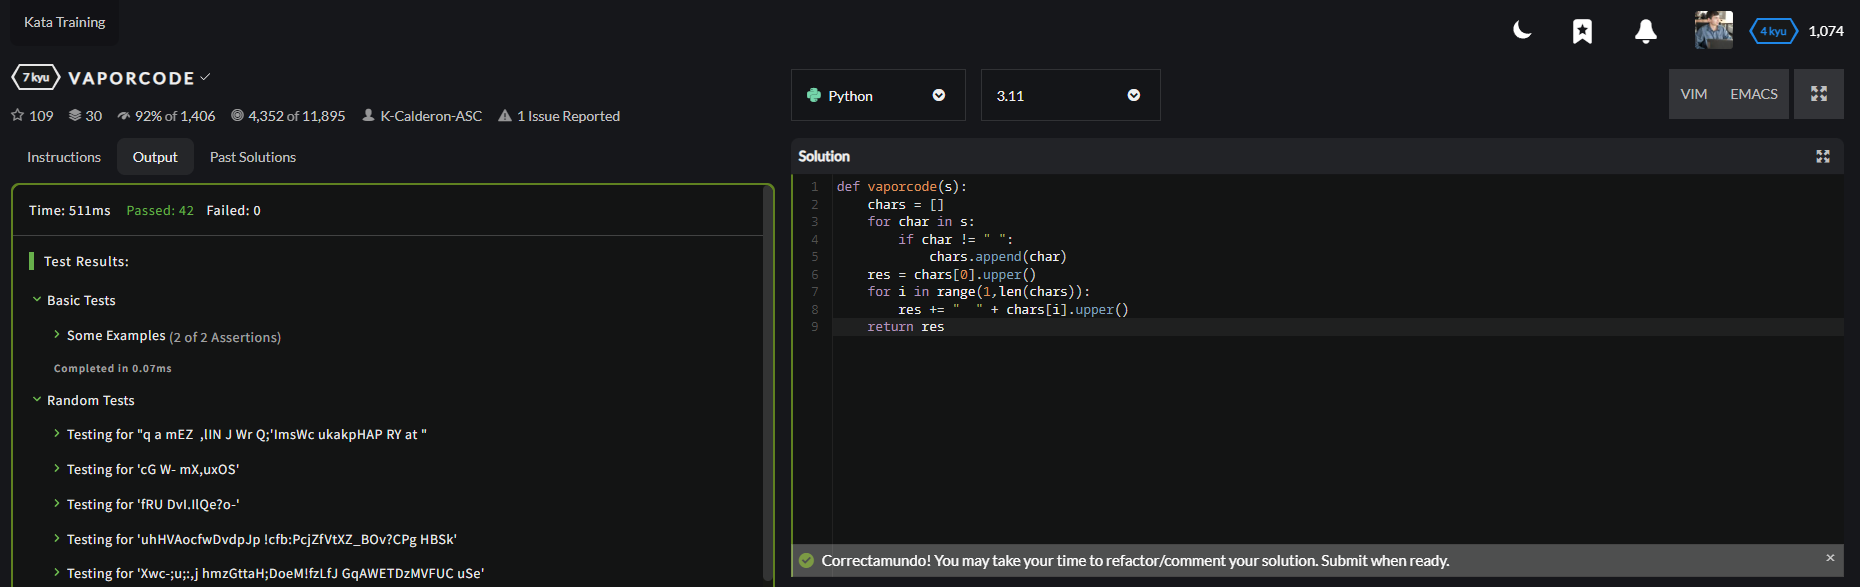 Kata Training
4 kyu 1,074
7 kyu VAPORCODE
109 30 92% of 1,406 4,352 of 11,895 K-Calderon-ASC 1 Issue Reported
Instructions Output Past Solutions
Time: 511ms Passed: 42 Failed: 0
Test Results:
Basic Tests
Some Examples (2 of 2 Assertions)
Completed in 0.07ms
Random Tests
Testing for "q a mEZ  ,lIN J Wr Q;'ImsWc ukakpHAP RY at "
Testing for 'cG W- mX,uxOS'
Testing for 'fRU DvI.IlQe?o-'
Testing for 'uhHVAocfwDvdpJp !cfb:PcjZfVtXZ_BOv?CPg HBSk'
Testing for 'Xwc-;u;:,j hmzGttaH;DoeM!fzLfJ GqAWETDzMVFUC uSe'
Python 3.11
VIM EMACS
Solution
1 def vaporcode(s):
2     chars = []
3     for char in s:
4         if char != " ":
5             chars.append(char)
6     res = chars[0].upper()
7     for i in range(1,len(chars)):
8         res += "  " + chars[i].upper()
9     return res
Correctamundo! You may take your time to refactor/comment your solution. Submit when ready.